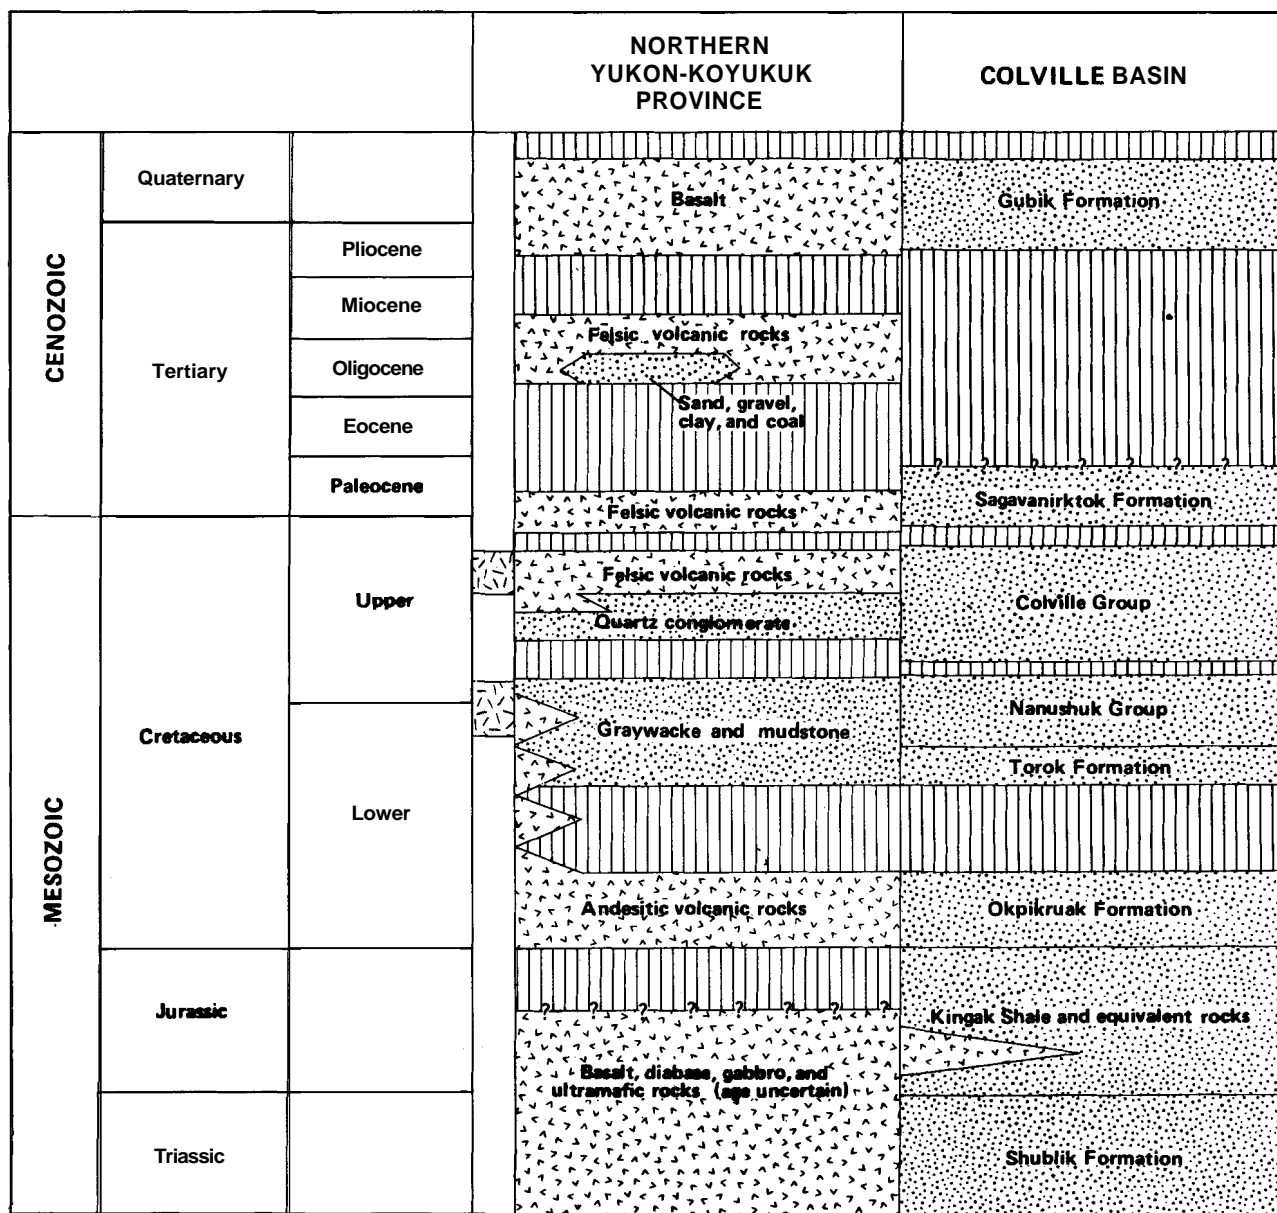 NORTHERN
YUKON-KOYUKUK
PROVINCE
COLVILLE BASIN
CENOZOIC
Quaternary
Basalt
Gubik Formation
Tertiary
Pliocene
Miocene
Felsic volcanic rocks
Oligocene
Sand, gravel,
clay, and coal
Eocene
? ? ? ? ? ? ?
Paleocene
Sagavanirktok Formation
Felsic volcanic rocks
MESOZOIC
Cretaceous
Upper
Felsic volcanic rocks
Colville Group
Quartz conglomerate
Nanushuk Group
Graywacke and mudstone
Torok Formation
Lower
Andesitic volcanic rocks
Okpikruak Formation
Jurassic
? ? ? ? ? ? ? ?
Kingak Shale and equivalent rocks
Basalt, diabase, gabbro, and
ultramafic rocks (age uncertain)
Triassic
Shublik Formation